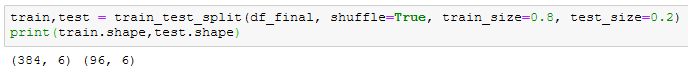 train,test = train_test_split(df_final, shuffle=True, train_size=0.8, test_size=0.2)
print(train.shape,test.shape)
(384, 6) (96, 6)